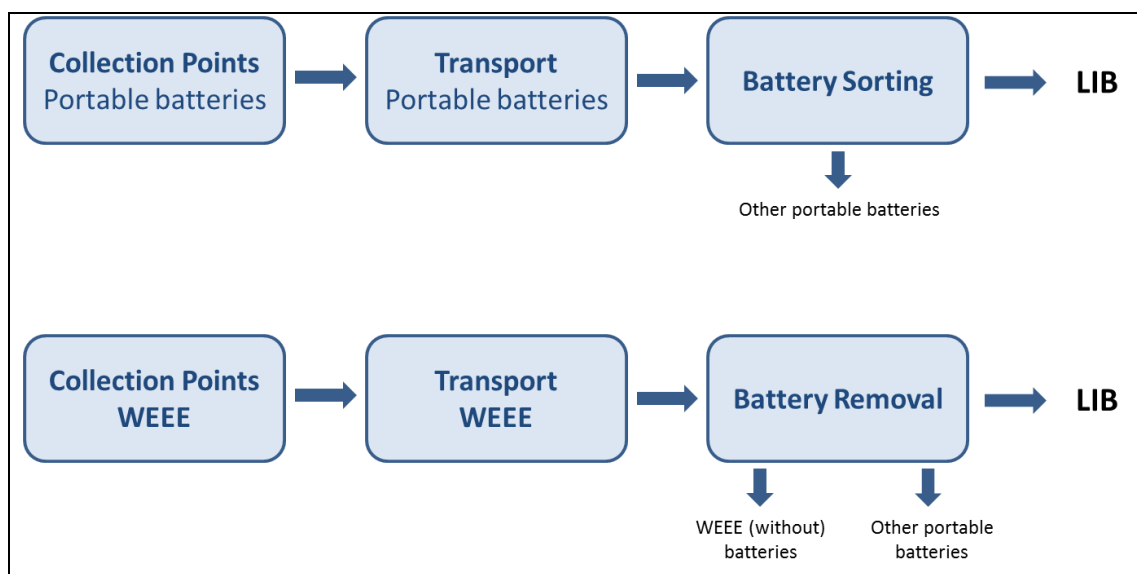 Collection Points
Portable batteries
Transport
Portable batteries
Battery Sorting
LIB
Other portable batteries
Collection Points
WEEE
Transport
WEEE
Battery Removal
LIB
WEEE (without)
batteries
Other portable
batteries